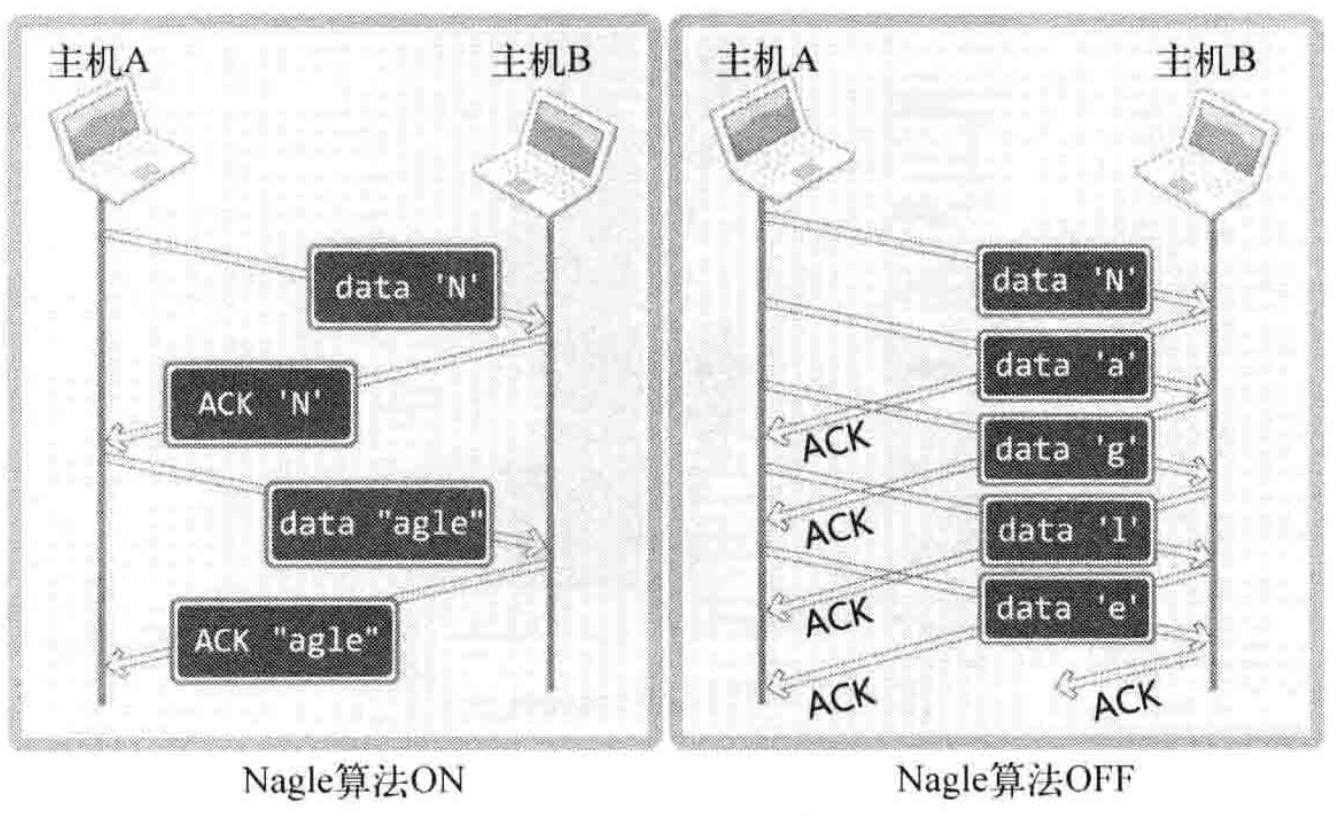 主机A
主机B
data 'N'
ACK 'N'
data "agle"
ACK "agle"
Nagle算法ON
主机A
主机B
data 'N'
data 'a'
ACK
data 'g'
ACK
data 'l'
ACK
data 'e'
ACK
ACK
Nagle算法OFF